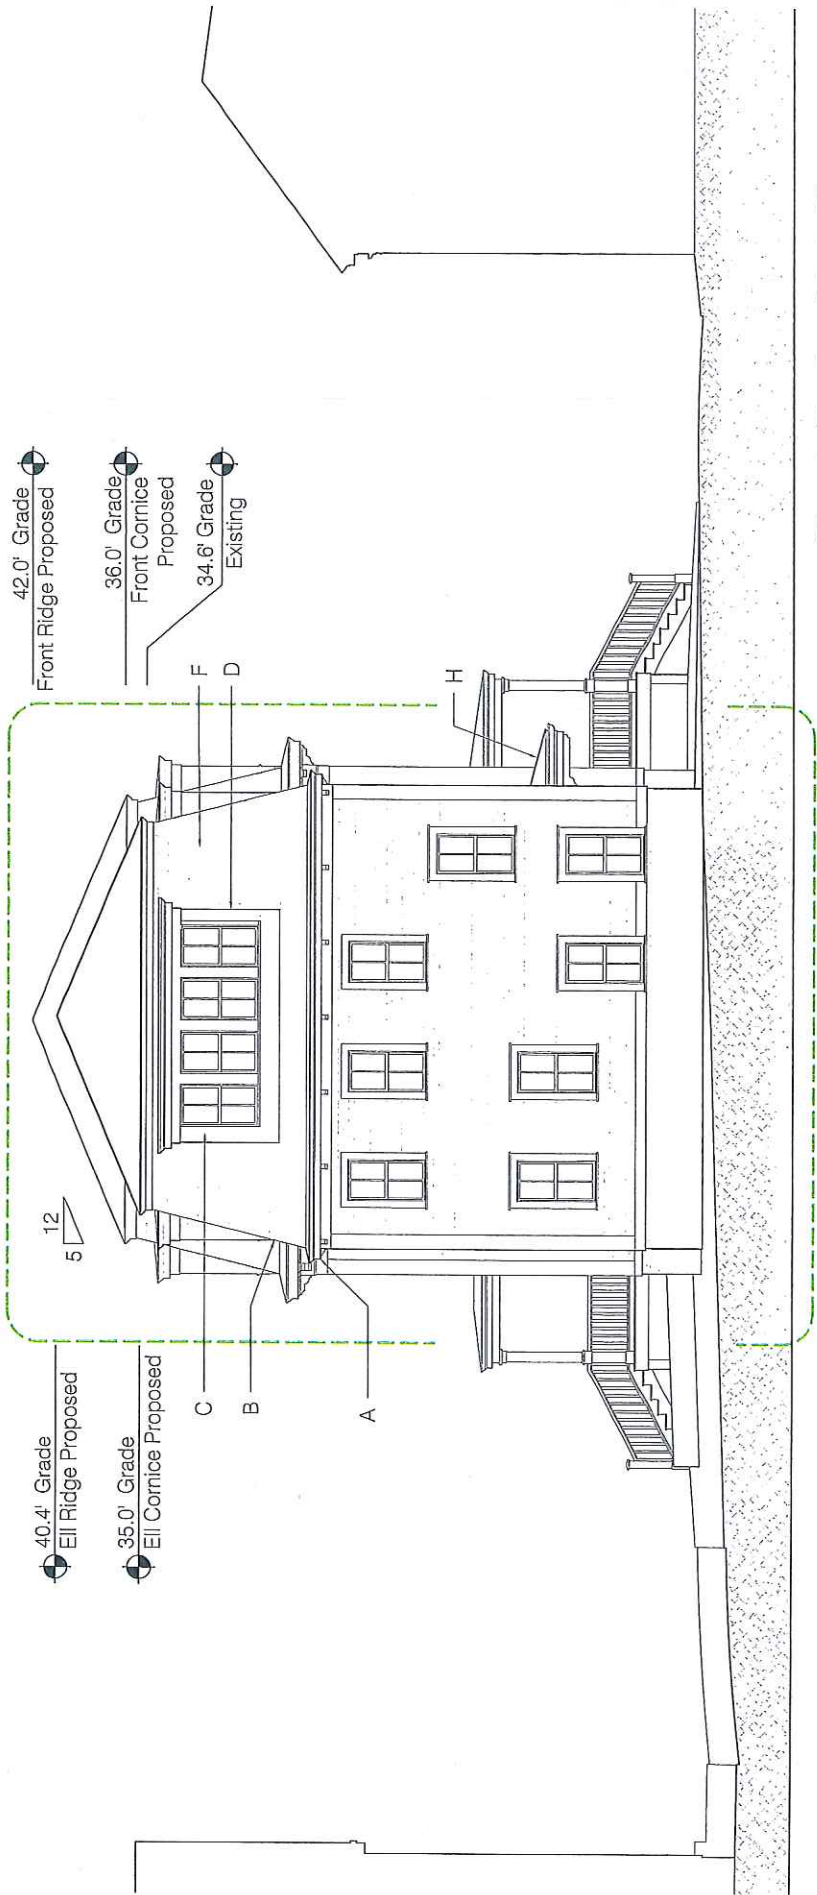 42.0' Grade
Front Ridge Proposed
36.0' Grade
Front Cornice
Proposed
34.6' Grade
Existing
F
D
H
12
5
C
B
A
40.4' Grade
Ell Ridge Proposed
35.0' Grade
Ell Cornice Proposed